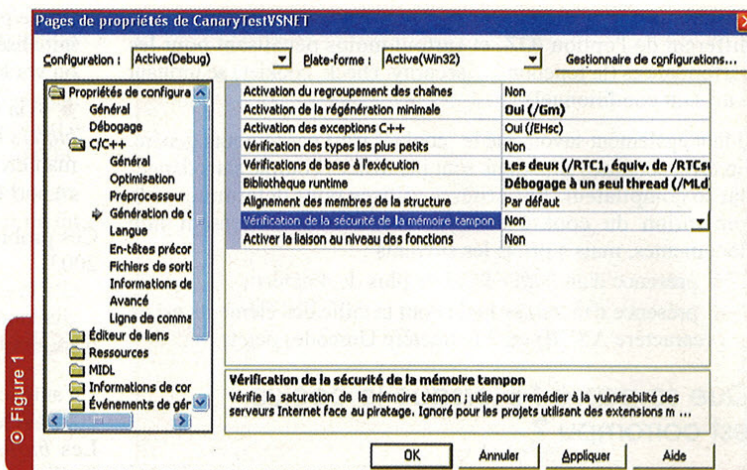 Pages de propriétés de CanaryTestVSNET
Configuration : Active(Debug) Plate-forme : Active(Win32) Gestionnaire de configurations...
Propriétés de configura
Général
Débogage
C/C++
Général
Optimisation
Préprocesseur
Génération de c
Langue
En-têtes précor
Fichiers de sorti
Informations de
Avancé
Ligne de comma
Éditeur de liens
Ressources
MIDL
Informations de cor
Événements de gér
Activation du regroupement des chaînes Non
Activation de la régénération minimale Oui (/Gm)
Activation des exceptions C++ Oui (/EHsc)
Vérification des types les plus petits Non
Vérifications de base à l'exécution Les deux (/RTC1, équiv. de /RTCsu
Bibliothèque runtime Débogage à un seul thread (/MLd)
Alignement des membres de la structure Par défaut
Vérification de la sécurité de la mémoire tampon Non
Activer la liaison au niveau des fonctions Non
Vérification de la sécurité de la mémoire tampon
Vérifie la saturation de la mémoire tampon ; utile pour remédier à la vulnérabilité des
serveurs Internet face au piratage. Ignoré pour les projets utilisant des extensions m ...
OK Annuler Appliquer Aide
Figure 1